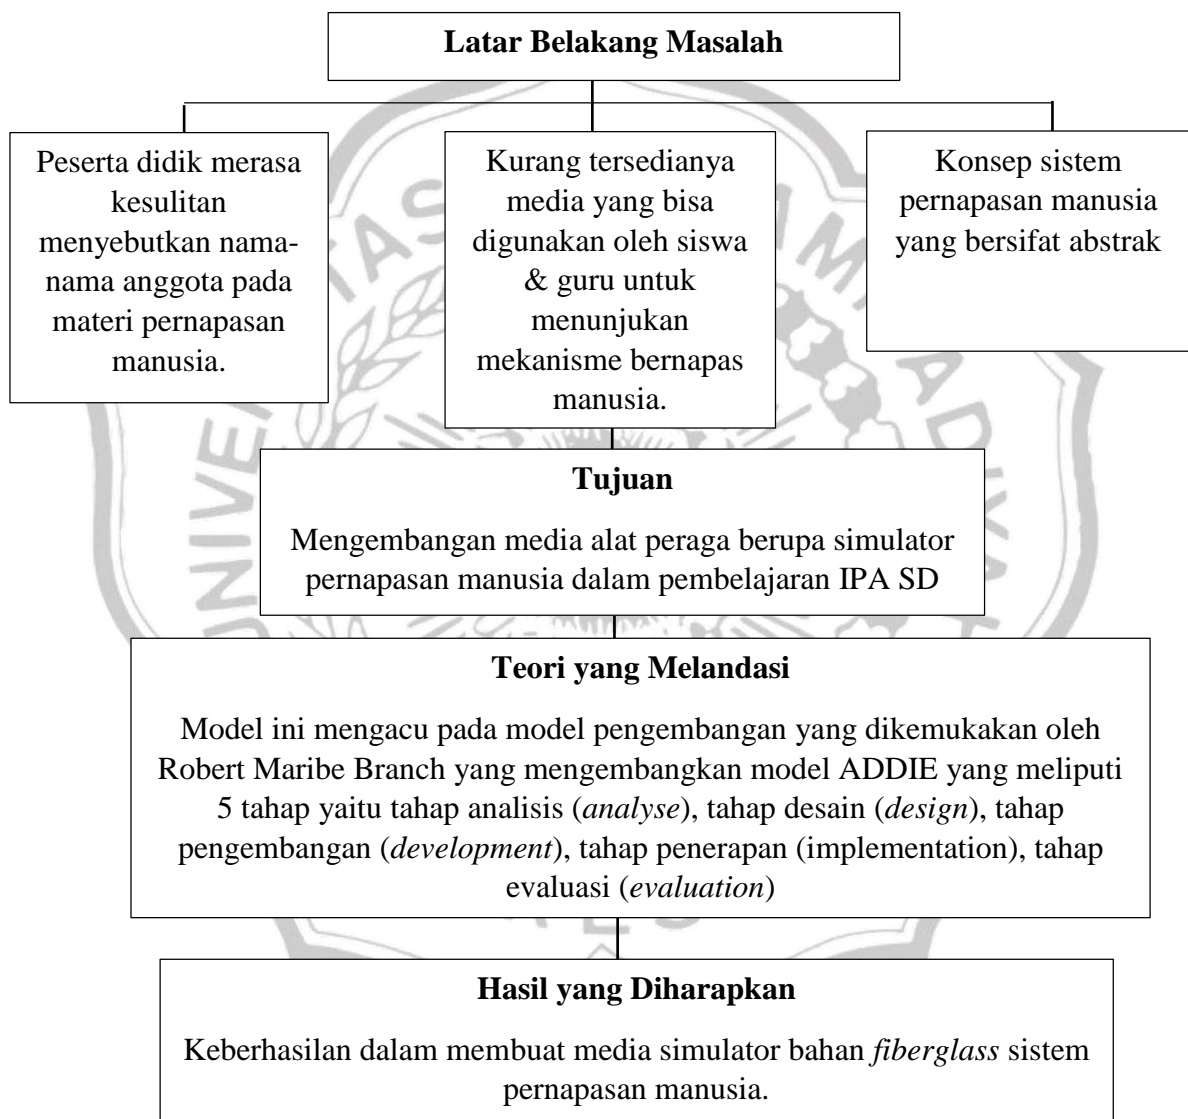 Latar Belakang Masalah
Peserta didik merasa
kesulitan
menyebutkan nama-
nama anggota pada
materi pernapasan
manusia.
Kurang tersedianya
media yang bisa
digunakan oleh siswa
& guru untuk
menunjukan
mekanisme bernapas
manusia.
Konsep sistem
pernapasan manusia
yang bersifat abstrak
Tujuan
Mengembangan media alat peraga berupa simulator
pernapasan manusia dalam pembelajaran IPA SD
Teori yang Melandasi
Model ini mengacu pada model pengembangan yang dikemukakan oleh
Robert Maribe Branch yang mengembangkan model ADDIE yang meliputi
5 tahap yaitu tahap analisis (analyse), tahap desain (design), tahap
pengembangan (development), tahap penerapan (implementation), tahap
evaluasi (evaluation)
Hasil yang Diharapkan
Keberhasilan dalam membuat media simulator bahan fiberglass sistem
pernapasan manusia.